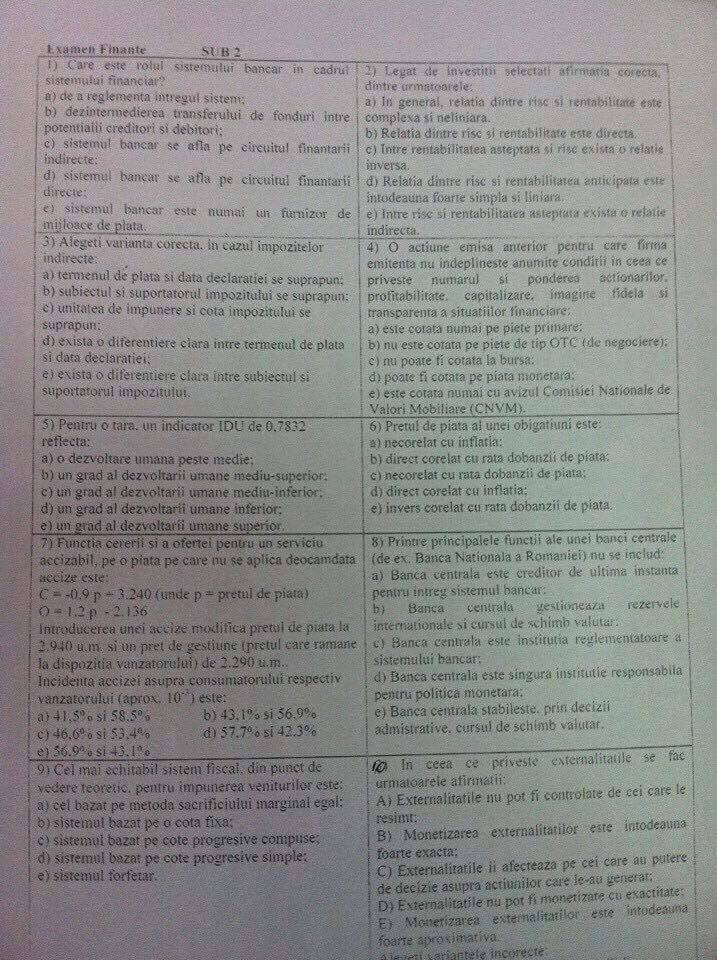 Examen Finante SUB 2
1) Care este rolul sistemului bancar in cadrul
sistemului financiar?
a) de a reglementa intregul sistem;
b) dezintermedierea transferului de fonduri intre
potentialii creditori si debitori;
c) sistemul bancar se afla pe circuitul finantarii
indirecte;
d) sistemul bancar se afla pe circuitul finantarii
directe;
e) sistemul bancar este numai un furnizor de
mijloace de plata.
2) Legat de investitii selectati afirmatia corecta,
dintre urmatoarele:
a) In general, relatia dintre risc si rentabilitate este
complexa si neliniara.
b) Relatia dintre risc si rentabilitate este directa.
c) Intre rentabilitatea asteptata si risc exista o relatie
inversa.
d) Relatia dintre risc si rentabilitatea anticipata este
intodeauna foarte simpla si liniara.
e) Intre risc si rentabilitatea asteptata exista o relatie
indirecta.
3) Alegeti varianta corecta, in cazul impozitelor
indirecte:
a) termenul de plata si data declaratiei se suprapun;
b) subiectul si suportatorul impozitului se suprapun;
c) unitatea de impunere si cota impozitului se
suprapun;
d) exista o diferentiere clara intre termenul de plata
si data declaratiei;
e) exista o diferentiere clara intre subiectul si
suportatorul impozitului.
4) O actiune emisa anterior pentru care firma
emitenta nu indeplineste anumite conditii in ceea ce
priveste numarul si ponderea actionarilor,
profitabilitate, capitalizare, imagine fidela si
transparenta a situatiilor financiare:
a) este cotata numai pe piete primare;
b) nu este cotata pe piete de tip OTC (de negociere);
c) nu poate fi cotata la bursa;
d) poate fi cotata pe piata monetara;
e) este cotata numai cu avizul Comisiei Nationale de
Valori Mobiliare (CNVM).
5) Pentru o tara, un indicator IDU de 0,7832
reflecta:
a) o dezvoltare umana peste medie;
b) un grad al dezvoltarii umane mediu-superior;
c) un grad al dezvoltarii umane mediu-inferior;
d) un grad al dezvoltarii umane inferior;
e) un grad al dezvoltarii umane superior.
6) Pretul de piata al unei obigatiuni este:
a) necorelat cu inflatia;
b) direct corelat cu rata dobanzii de piata;
c) necorelat cu rata dobanzii de piata;
d) direct corelat cu inflatia;
e) invers corelat cu rata dobanzii de piata.
7) Functia cererii si a ofertei pentru un serviciu
accizabil, pe o piata pe care nu se aplica deocamdata
accize este:
C = -0,9 p + 3.240 (unde p = pretul de piata)
O = 1,2 p - 2.136
Introducerea unei accize modifica pretul de piata la
2.940 u.m. si un pret de gestiune (pretul care ramane
la dispozitia vanzatorului) de 2.290 u.m..
Incidenta accizei asupra consumatorului respectiv
vanzatorului (aprox. 10⁻³) este:
a) 41,5% si 58,5% b) 43,1% si 56,9%
c) 46,6% si 53,4% d) 57,7% si 42,3%
e) 56,9% si 43,1%
8) Printre principalele functii ale unei banci centrale
(de ex. Banca Nationala a Romaniei) nu se includ:
a) Banca centrala este creditor de ultima instanta
pentru intreg sistemul bancar;
b) Banca centrala gestioneaza rezervele
internationale si cursul de schimb valutar;
c) Banca centrala este institutia reglementatoare a
sistemului bancar;
d) Banca centrala este singura institutie responsabila
pentru politica monetara;
e) Banca centrala stabileste, prin decizii
admistrative, cursul de schimb valutar.
9) Cel mai echitabil sistem fiscal, din punct de
vedere teoretic, pentru impunerea veniturilor este:
a) cel bazat pe metoda sacrificiului marginal egal;
b) sistemul bazat pe o cota fixa;
c) sistemul bazat pe cote progresive compuse;
d) sistemul bazat pe cote progresive simple;
e) sistemul forfetar.
10 In ceea ce priveste externalitatile se fac
urmatoarele afirmatii:
A) Externalitatile nu pot fi controlate de cei care le
resimt;
B) Monetizarea externalitatilor este intodeauna
foarte exacta;
C) Externalitatile ii afecteaza pe cei care au putere
de decizie asupra actiunilor care le-au generat;
D) Externalitatile nu pot fi monetizate cu exactitate;
E) Monetizarea externalitatilor este intodeauna
foarte aproximativa.
Alegeti variantele incorecte: